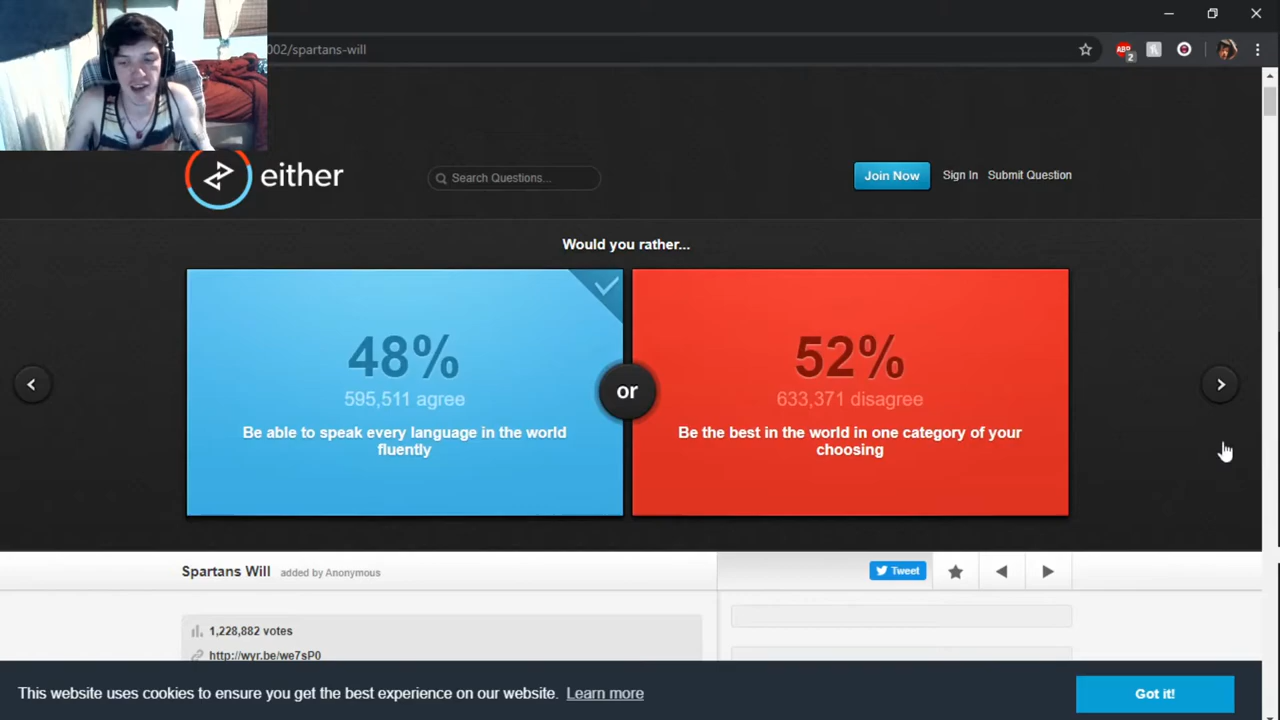 002/spartans-will
ABP
2
either
Search Questions...
Join Now
Sign In
Submit Question
Would you rather...
48%
595,511 agree
Be able to speak every language in the world
fluently
or
52%
633,371 disagree
Be the best in the world in one category of your
choosing
Spartans Will added by Anonymous
Tweet
1,228,882 votes
http://wyr.be/we7sP0
This website uses cookies to ensure you get the best experience on our website. Learn more
Got it!